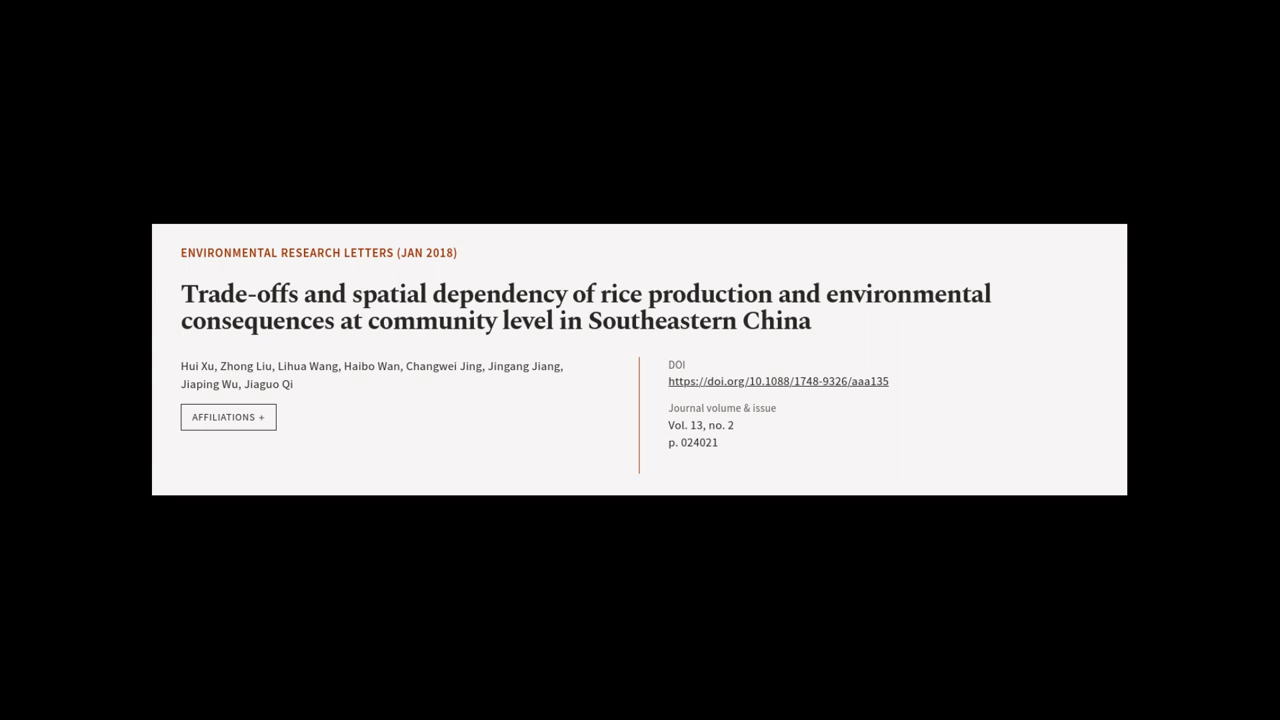 ENVIRONMENTAL RESEARCH LETTERS (JAN 2018)
Trade-offs and spatial dependency of rice production and environmental
consequences at community level in Southeastern China
Hui Xu, Zhong Liu, Lihua Wang, Haibo Wan, Changwei Jing, Jingang Jiang,
Jiaping Wu, Jiaguo Qi
AFFILIATIONS +
DOI
https://doi.org/10.1088/1748-9326/aaa135
Journal volume & issue
Vol. 13, no. 2
p. 024021